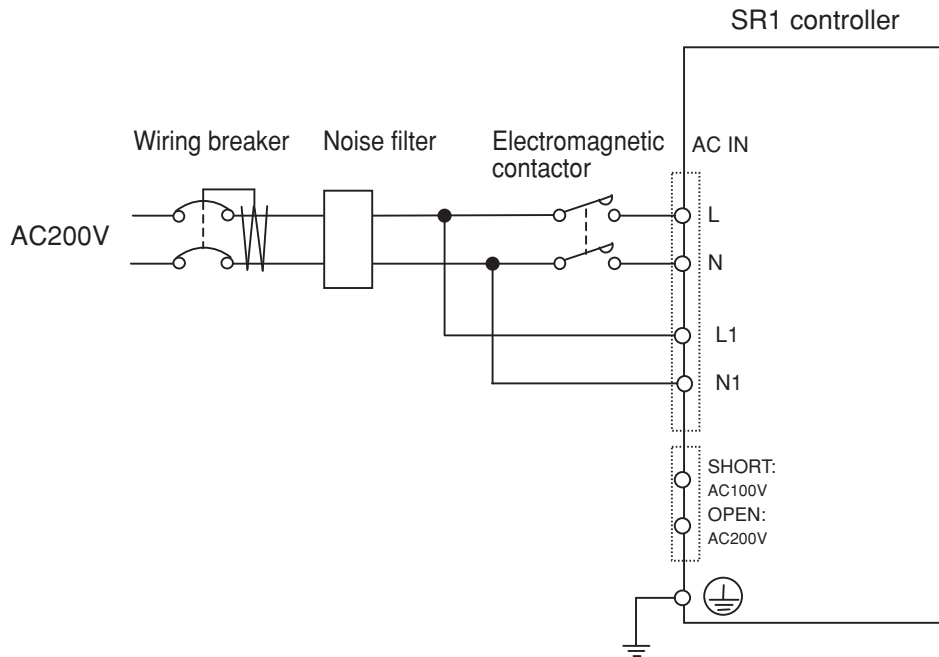 SR1 controller
Wiring breaker
Noise filter
Electromagnetic
contactor
AC IN
AC200V
L
N
L1
N1
SHORT:
AC100V
OPEN:
AC200V